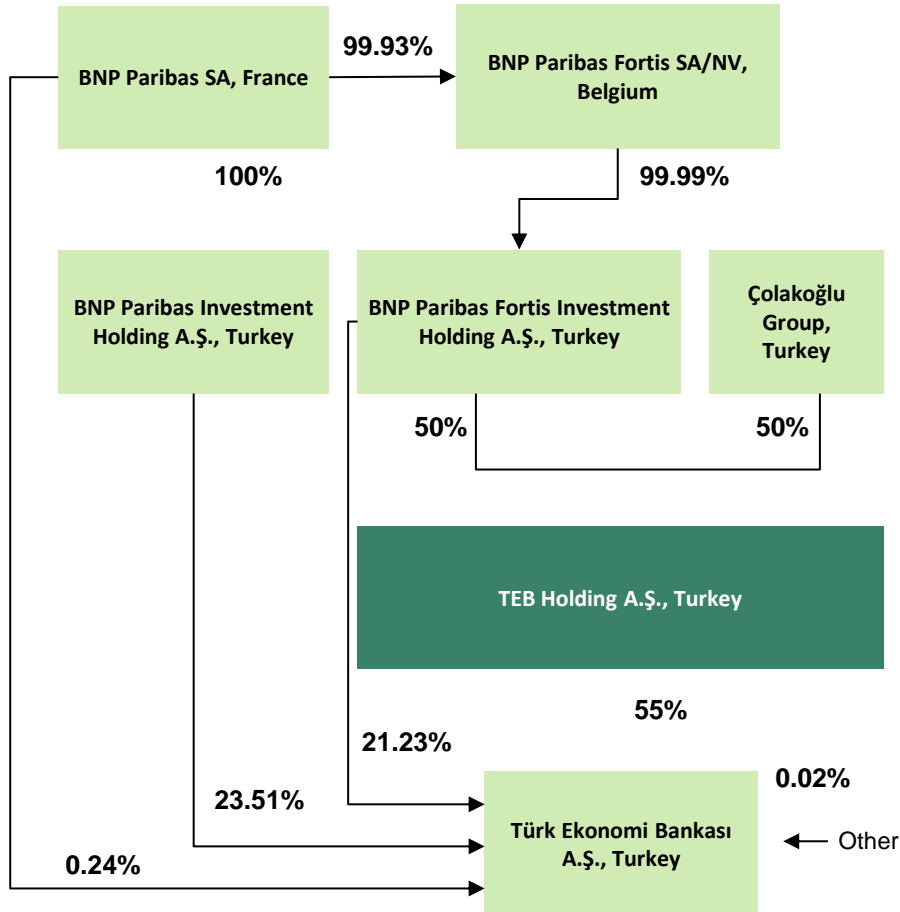 99.93%
BNP Paribas SA, France
BNP Paribas Fortis SA/NV,
Belgium
100%
99.99%
BNP Paribas Investment
Holding A.Ş., Turkey
BNP Paribas Fortis Investment
Holding A.Ş., Turkey
Çolakoğlu
Group,
Turkey
50%
50%
TEB Holding A.Ş., Turkey
55%
21.23%
0.02%
23.51%
Türk Ekonomi Bankası
A.Ş., Turkey
Other
0.24%